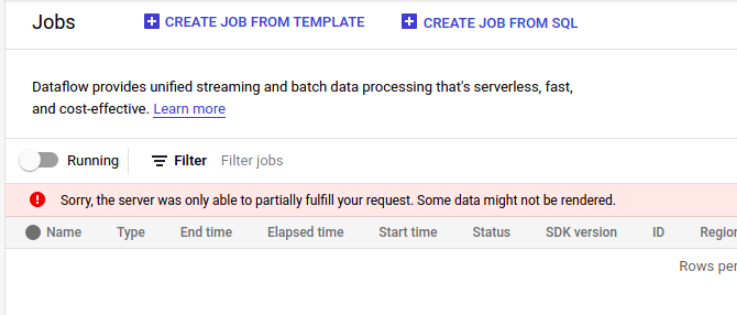 Jobs CREATE JOB FROM TEMPLATE CREATE JOB FROM SQL
Dataflow provides unified streaming and batch data processing that's serverless, fast,
and cost-effective. Learn more
Running Filter Filter jobs
Sorry, the server was only able to partially fulfill your request. Some data might not be rendered.
Name Type End time Elapsed time Start time Status SDK version ID Region
Rows per